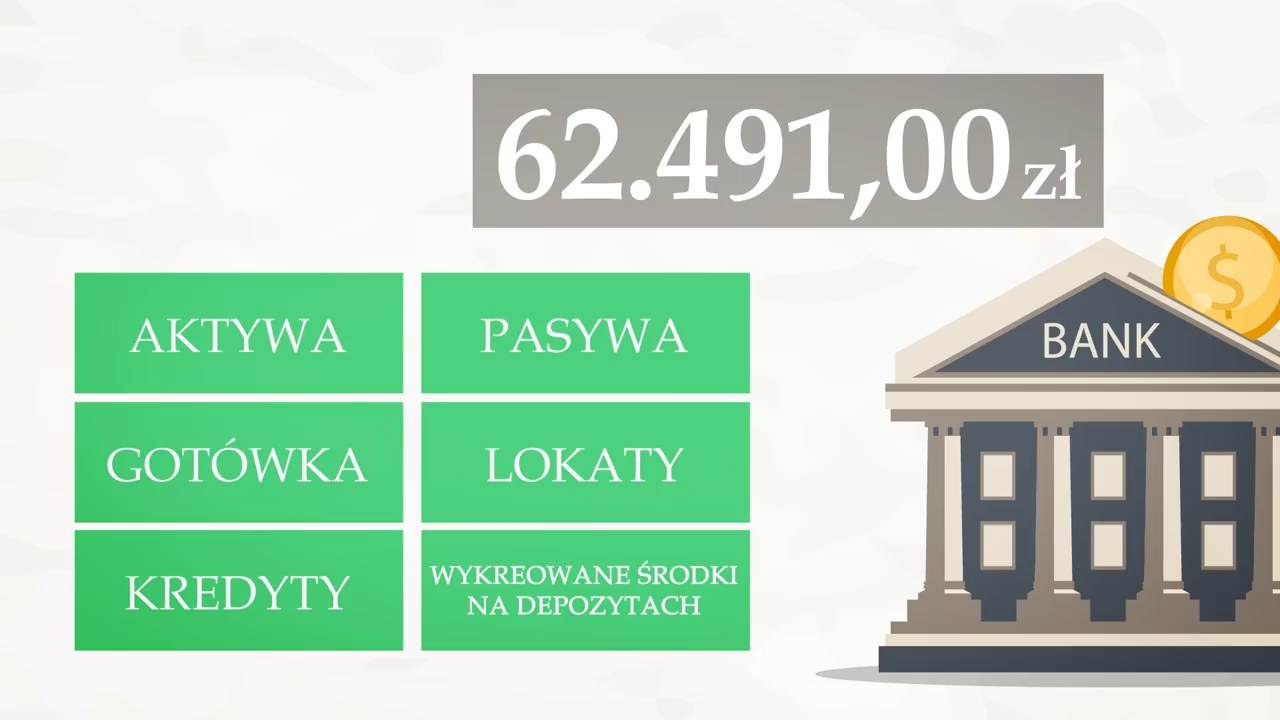 62.491,00 zł
$
BANK
AKTYWA
PASYWA
GOTÓWKA
LOKATY
KREDYTY
WYKREOWANE ŚRODKI
NA DEPOZYTACH